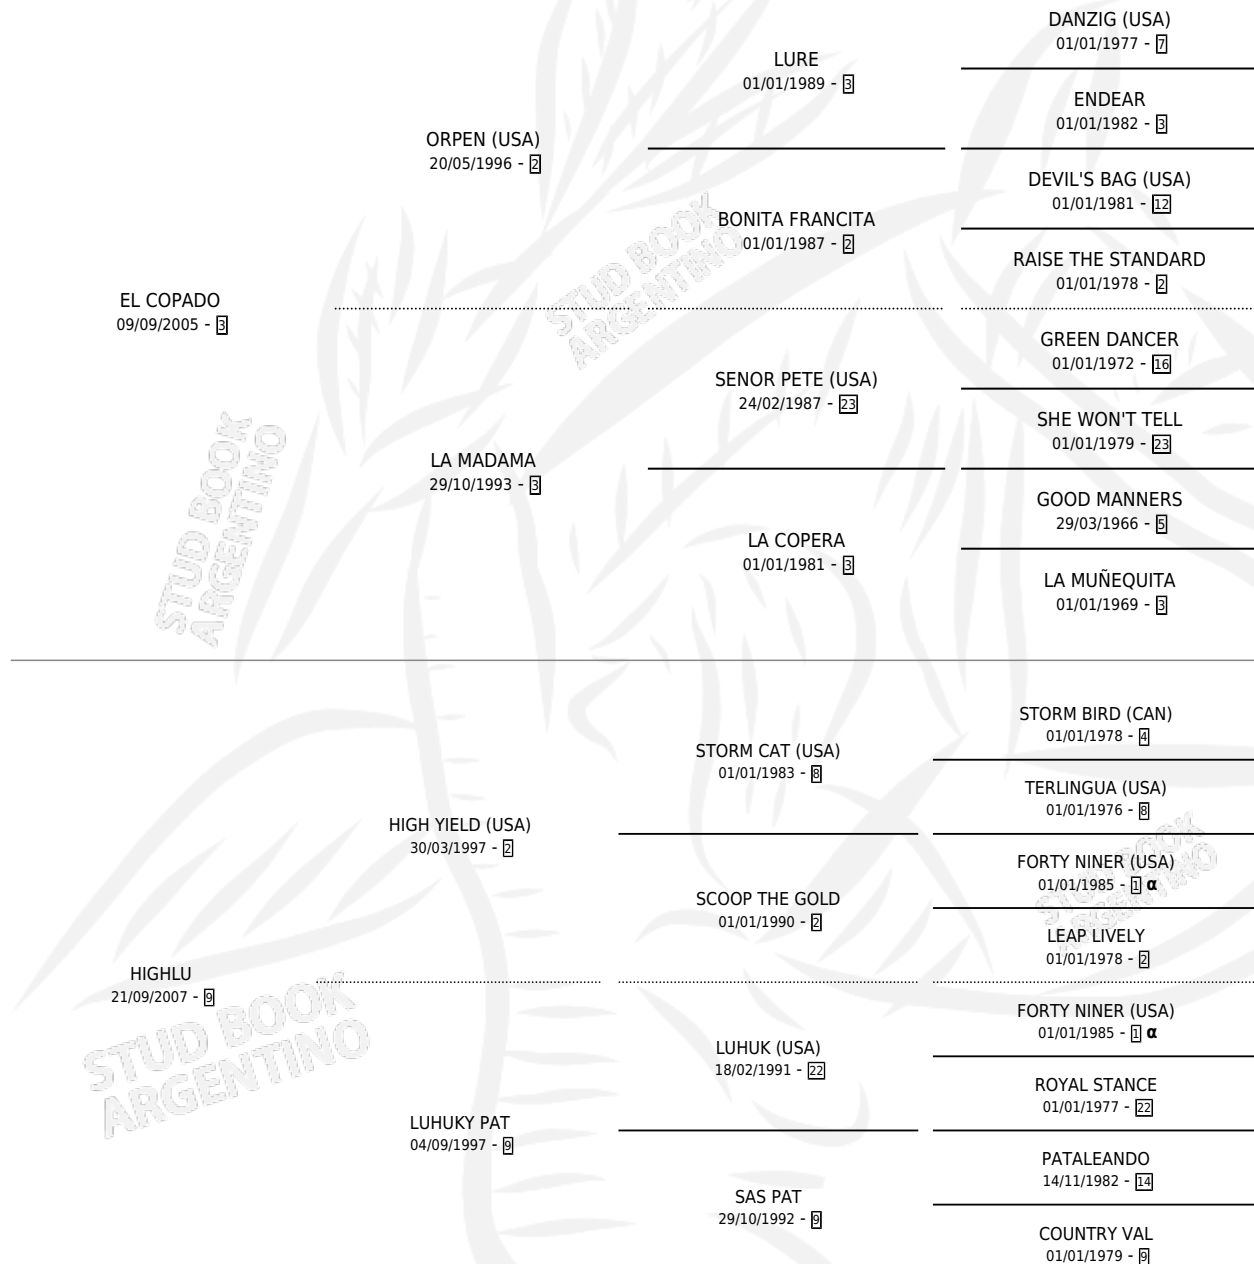 DANZIG (USA)
01/01/1977 - 7
LURE
01/01/1989 - 3
ENDEAR
01/01/1982 - 3
ORPEN (USA)
20/05/1996 - 2
DEVIL'S BAG (USA)
01/01/1981 - 12
BONITA FRANCITA
01/01/1987 - 2
RAISE THE STANDARD
01/01/1978 - 2
STUD BOOK
ARGENTINO
EL COPADO
09/09/2005 - 3
GREEN DANCER
01/01/1972 - 16
SENOR PETE (USA)
24/02/1987 - 23
SHE WON'T TELL
01/01/1979 - 23
LA MADAMA
29/10/1993 - 3
GOOD MANNERS
29/03/1966 - 5
LA COPERA
01/01/1981 - 3
LA MUÑEQUITA
01/01/1969 - 3
STUD BOOK
ARGENTINO
STORM BIRD (CAN)
01/01/1978 - 4
STORM CAT (USA)
01/01/1983 - 8
TERLINGUA (USA)
01/01/1976 - 8
HIGH YIELD (USA)
30/03/1997 - 2
FORTY NINER (USA)
01/01/1985 - 1 α
SCOOP THE GOLD
01/01/1990 - 2
LEAP LIVELY
01/01/1978 - 2
STUD BOOK
ARGENTINO
HIGHLU
21/09/2007 - 9
FORTY NINER (USA)
01/01/1985 - 1 α
LUHUK (USA)
18/02/1991 - 22
ROYAL STANCE
01/01/1977 - 22
LUHUKY PAT
04/09/1997 - 9
PATALEANDO
14/11/1982 - 14
SAS PAT
29/10/1992 - 9
COUNTRY VAL
01/01/1979 - 9
STUD BOOK
ARGENTINO